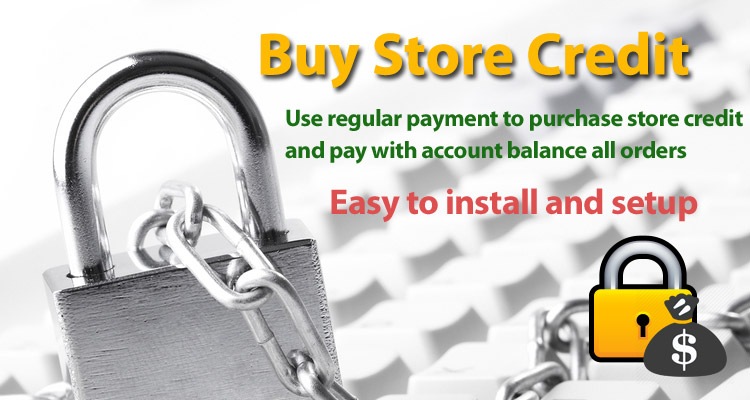 Buy Store Credit
Use regular payment to purchase store credit
and pay with account balance all orders
Easy to install and setup
$